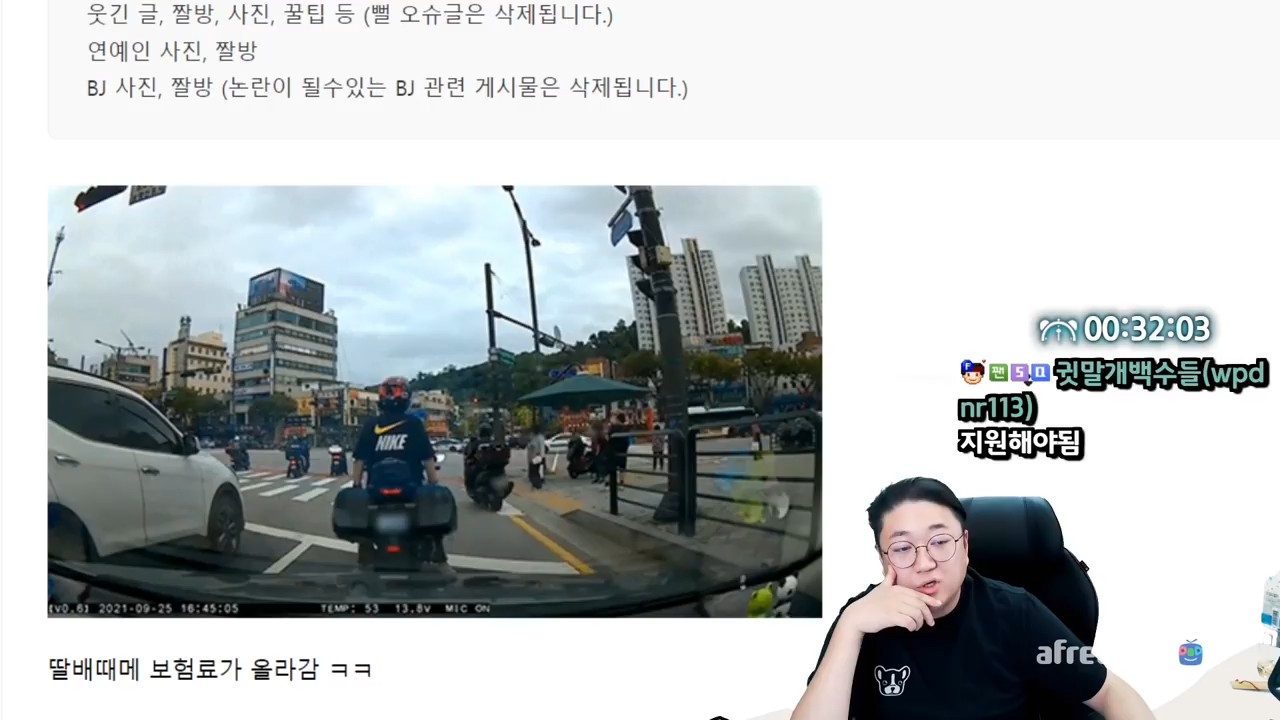 웃긴 글, 짤방, 사진, 꿀팁 등 (뻘 오슈글은 삭제됩니다.)
연예인 사진, 짤방
BJ 사진, 짤방 (논란이 될수있는 BJ 관련 게시물은 삭제됩니다.)
NIKE
[V0.6] 2021-09-25 16:45:05 TEMP: 53 13.8V MIC ON
딸배때메 보험료가 올라감 ㅋㅋ
00:32:03
F 팬 5 귓말개백수들(wpd
nr113)
지원해야됨
afre